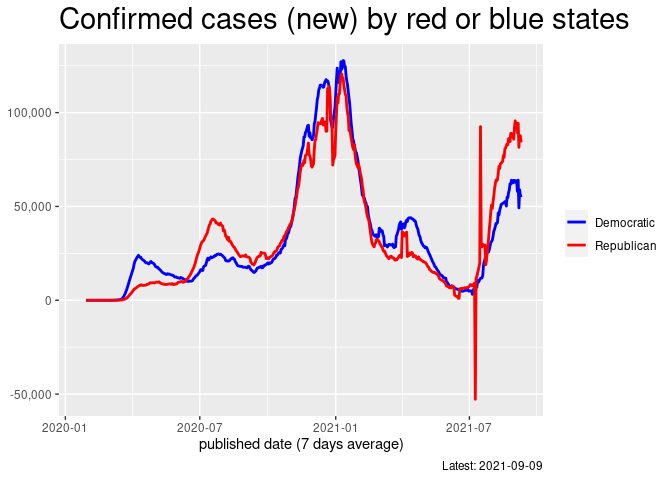 Confirmed cases (new) by red or blue states
100,000
50,000
0
-50,000
2020-01
2020-07
2021-01
2021-07
published date (7 days average)
Democratic
Republican
Latest: 2021-09-09